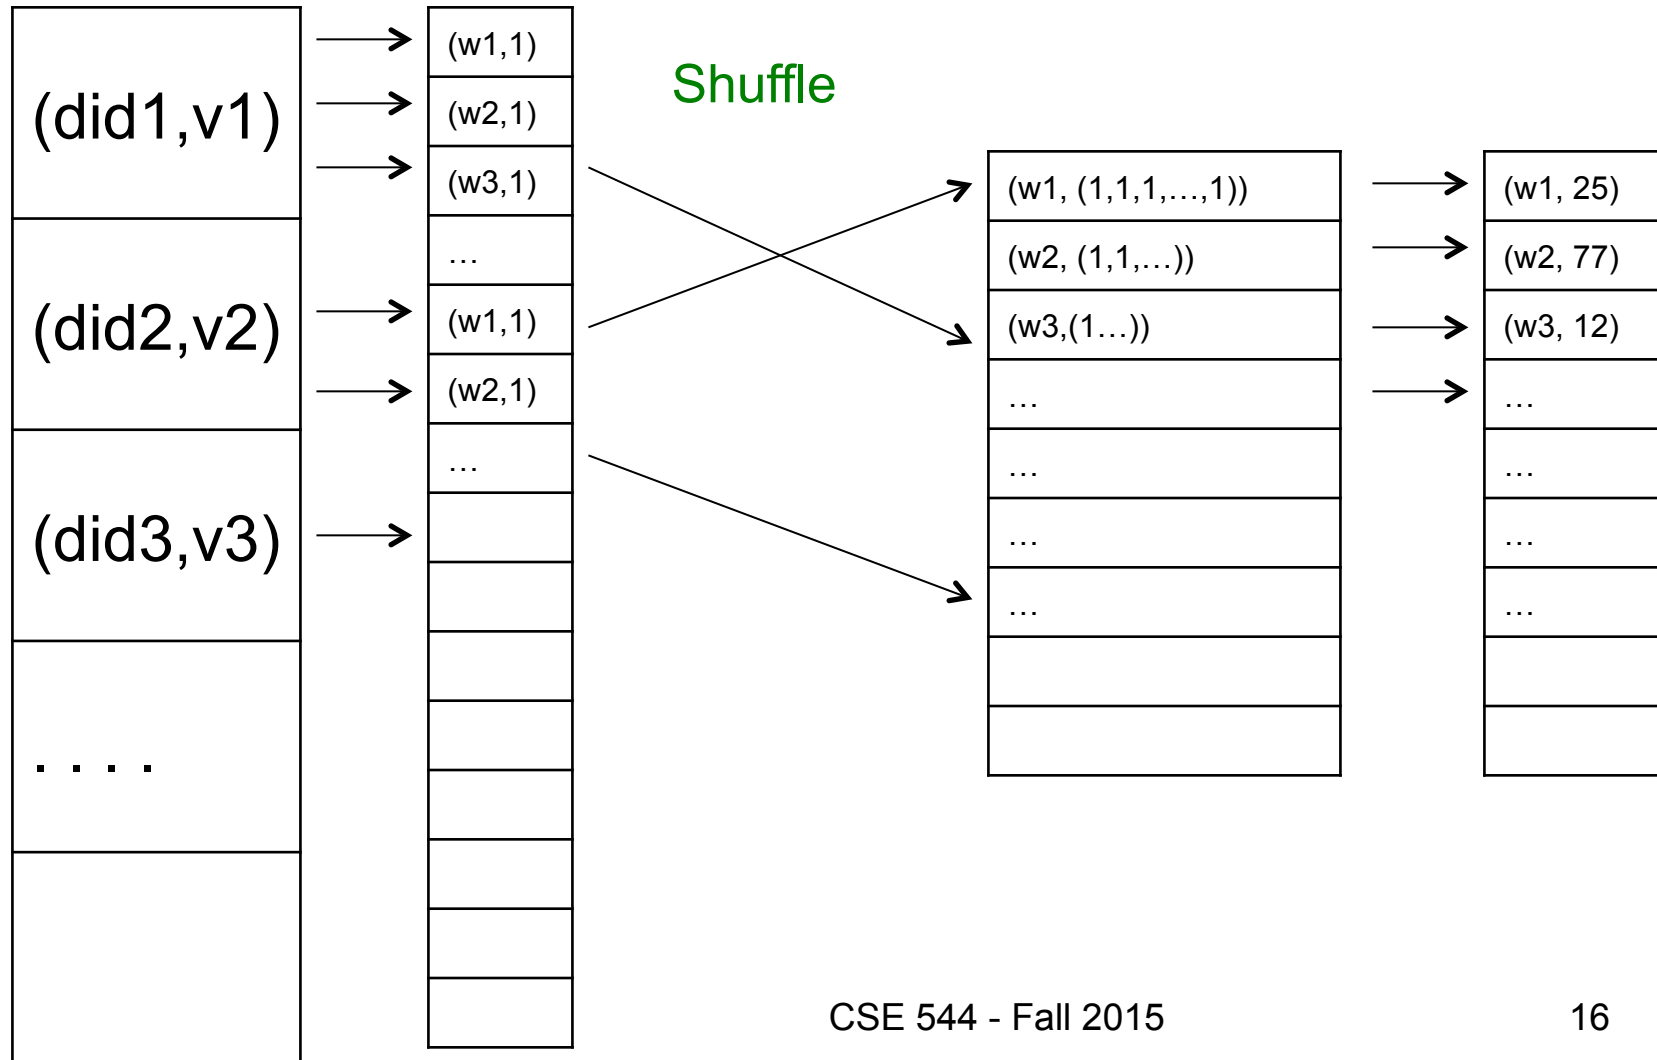 (did1,v1)
(did2,v2)
(did3,v3)
. . . .
(w1,1)
(w2,1)
(w3,1)
…
(w1,1)
(w2,1)
…
Shuffle
(w1, (1,1,1,…,1))
(w2, (1,1,…))
(w3,(1…))
…
…
…
…
(w1, 25)
(w2, 77)
(w3, 12)
…
…
…
…
CSE 544 - Fall 2015
16